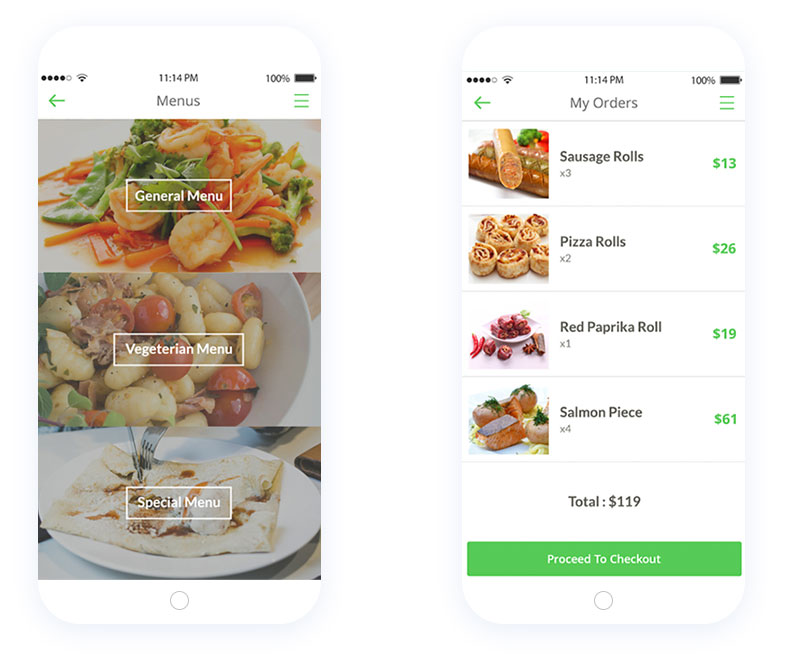 11:14 PM
100%
Menus
General Menu
Vegeterian Menu
Special Menu
11:14 PM
100%
My Orders
Sausage Rolls
x3
$13
Pizza Rolls
x2
$26
Red Paprika Roll
x1
$19
Salmon Piece
x4
$61
Total : $119
Proceed To Checkout